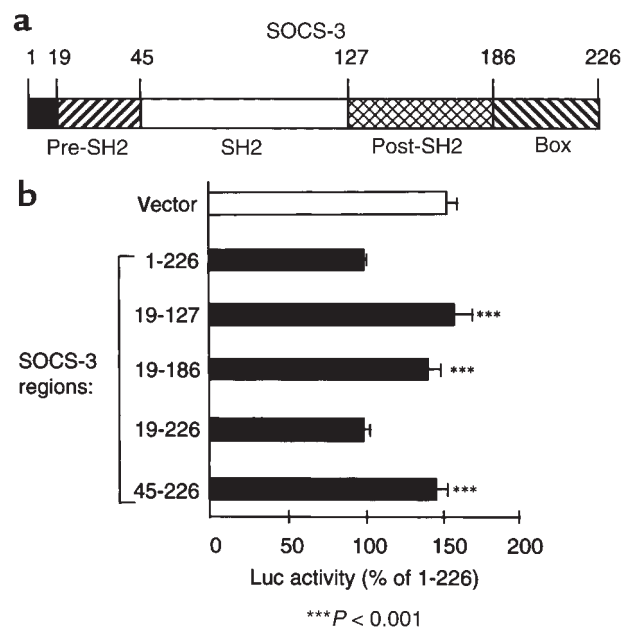 a
SOCS-3
1 19 45 127 186 226
Pre-SH2 SH2 Post-SH2 Box
b
Vector
1-226
19-127 ***
SOCS-3
regions:
19-186 ***
19-226
45-226 ***
0 50 100 150 200
Luc activity (% of 1-226)
***P < 0.001